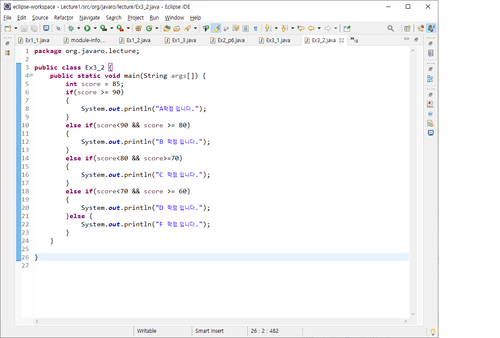 eclipse-workspace - Lecture1/src/org/javaro/lecture/Ex3_2.java - Eclipse IDE
File Edit Source Refactor Navigate Search Project Run Window Help
Ex1_1.java module-info... Ex1_2.java Ex1_3.java Ex2_p6.java Ex3_1.java Ex3_2.java
1 package org.javaro.lecture;
2
3 public class Ex3_2 {
4 public static void main(String args[]) {
5 int score = 85;
6 if(score >= 90)
7 {
8 System.out.println("A학점 입니다.");
9 }
10 else if(score<90 && score >= 80)
11 {
12 System.out.println("B 학점 입니다.");
13 }
14 else if(score<80 && score>=70)
15 {
16 System.out.println("C 학점 입니다.");
17 }
18 else if(score<70 && score >= 60)
19 {
20 System.out.println("D 학점 입니다.");
21 }else {
22 System.out.println("F 학점 입니다.");
23 }
24 }
25
26 }
27
Writable Smart Insert 26 : 2 : 482